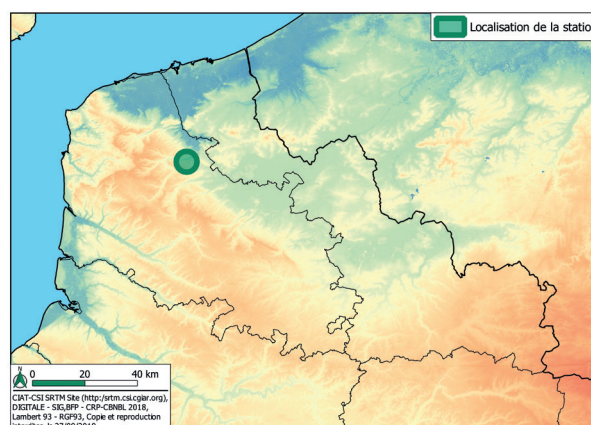 Localisation de la statio
N
0 20 40 km
CIAT-CSI SRTM Site (http:/srtm.csi.cgiar.org),
DIGITALE - SIG,BFP - CRP-CBNBL 2018,
Lambert 93 - RGF93, Copie et reproduction